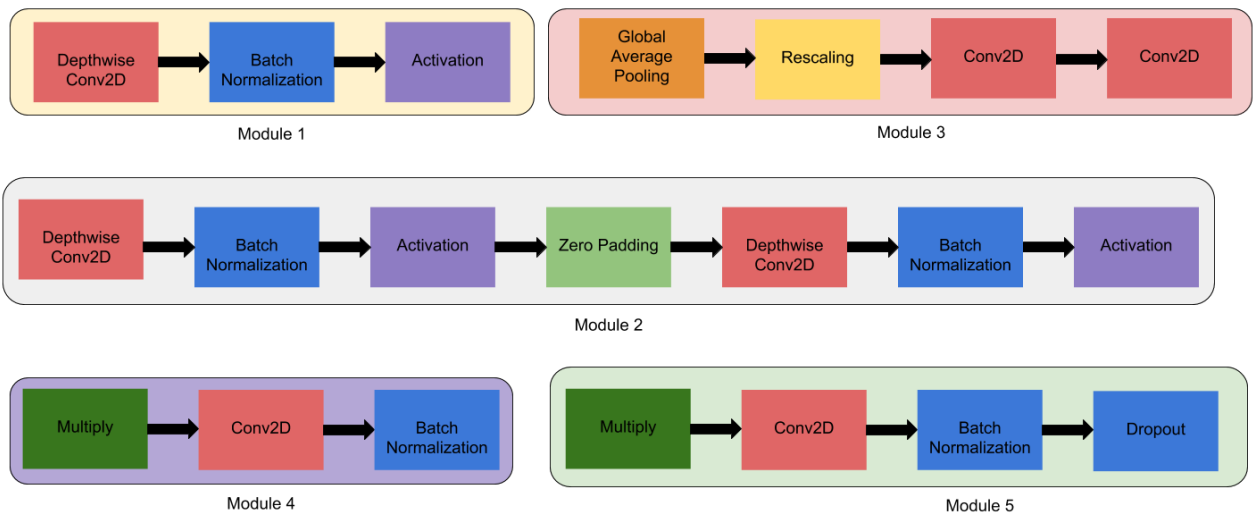 Depthwise
Conv2D
Batch
Normalization
Activation
Module 1
Global
Average
Pooling
Rescaling
Conv2D
Conv2D
Module 3
Depthwise
Conv2D
Batch
Normalization
Activation
Zero Padding
Depthwise
Conv2D
Batch
Normalization
Activation
Module 2
Multiply
Conv2D
Batch
Normalization
Module 4
Multiply
Conv2D
Batch
Normalization
Dropout
Module 5